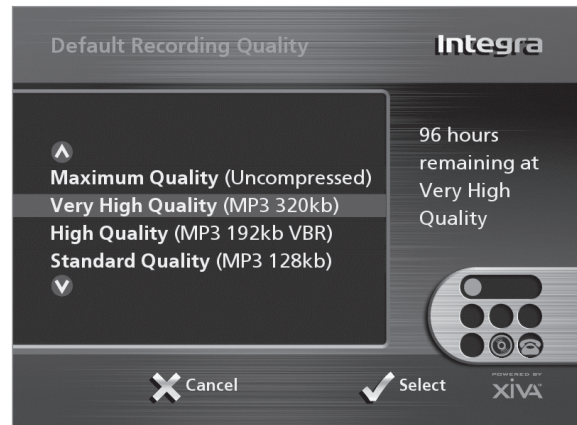 Default Recording Quality
Integra
Maximum Quality (Uncompressed)
Very High Quality (MP3 320kb)
High Quality (MP3 192kb VBR)
Standard Quality (MP3 128kb)
96 hours
remaining at
Very High
Quality
Cancel
Select
POWERED BY
XiVA